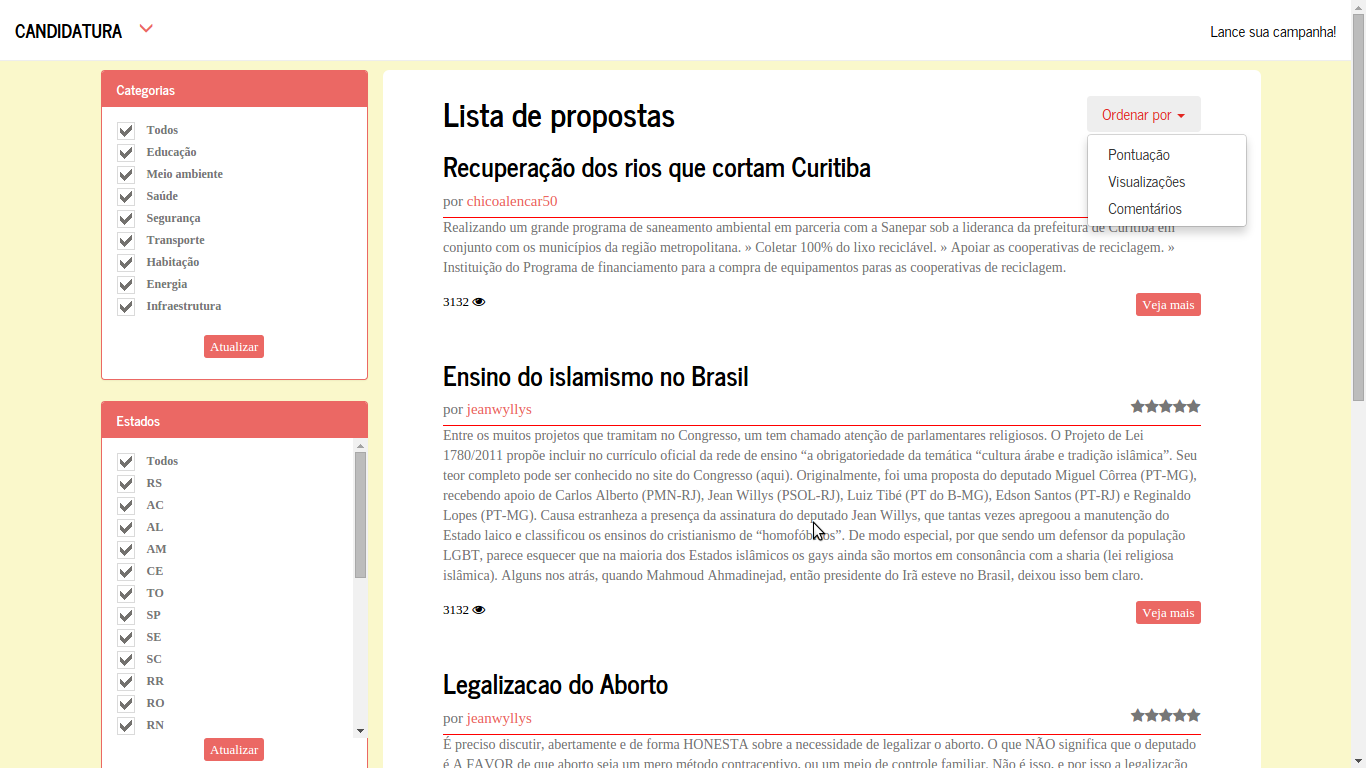 CANDIDATURA
Lance sua campanha!
Categorias
Todos
Educação
Meio ambiente
Saúde
Segurança
Transporte
Habitação
Energia
Infraestrutura
Atualizar
Estados
Todos
RS
AC
AL
AM
CE
TO
SP
SE
SC
RR
RO
RN
Atualizar
Lista de propostas
Ordenar por
Pontuação
Visualizações
Comentários
Recuperação dos rios que cortam Curitiba
por chicoalencar50
Realizando um grande programa de saneamento ambiental em parceria com a Sanepar sob a lideranca da prefeitura de Curitiba em
conjunto com os municípios da região metropolitana. » Coletar 100% do lixo reciclável. » Apoiar as cooperativas de reciclagem. »
Instituição do Programa de financiamento para a compra de equipamentos paras as cooperativas de reciclagem.
3132
Veja mais
Ensino do islamismo no Brasil
por jeanwyllys
Entre os muitos projetos que tramitam no Congresso, um tem chamado atenção de parlamentares religiosos. O Projeto de Lei
1780/2011 propõe incluir no currículo oficial da rede de ensino “a obrigatoriedade da temática “cultura árabe e tradição islâmica”. Seu
teor completo pode ser conhecido no site do Congresso (aqui). Originalmente, foi uma proposta do deputado Miguel Côrrea (PT-MG),
recebendo apoio de Carlos Alberto (PMN-RJ), Jean Willys (PSOL-RJ), Luiz Tibé (PT do B-MG), Edson Santos (PT-RJ) e Reginaldo
Lopes (PT-MG). Causa estranheza a presença da assinatura do deputado Jean Willys, que tantas vezes apregoou a manutenção do
Estado laico e classificou os ensinos do cristianismo de “homofóbicos”. De modo especial, por que sendo um defensor da população
LGBT, parece esquecer que na maioria dos Estados islâmicos os gays ainda são mortos em consonância com a sharia (lei religiosa
islâmica). Alguns nos atrás, quando Mahmoud Ahmadinejad, então presidente do Irã esteve no Brasil, deixou isso bem claro.
3132
Veja mais
Legalizacao do Aborto
por jeanwyllys
É preciso discutir, abertamente e de forma HONESTA sobre a necessidade de legalizar o aborto. O que NÃO significa que o deputado
é A FAVOR de que aborto seja um mero método contraceptivo, ou um meio de controle familiar. Não é isso, e por isso a legalização